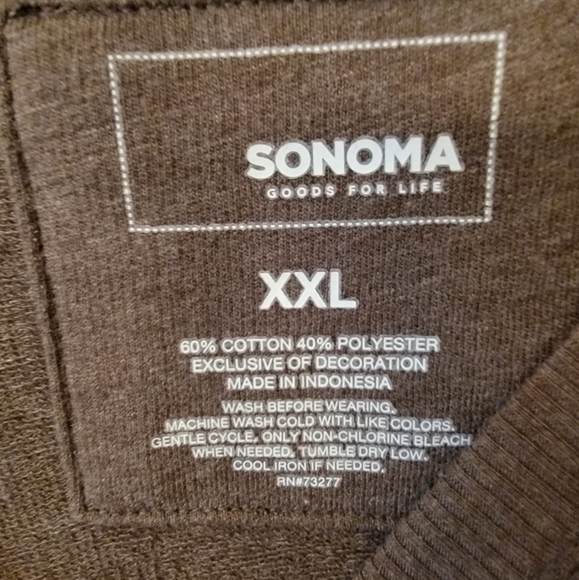 SONOMA
GOODS FOR LIFE
XXL
60% COTTON 40% POLYESTER
EXCLUSIVE OF DECORATION
MADE IN INDONESIA
WASH BEFORE WEARING.
MACHINE WASH COLD WITH LIKE COLORS.
GENTLE CYCLE. ONLY NON-CHLORINE BLEACH
WHEN NEEDED. TUMBLE DRY LOW.
COOL IRON IF NEEDED.
RN#73277